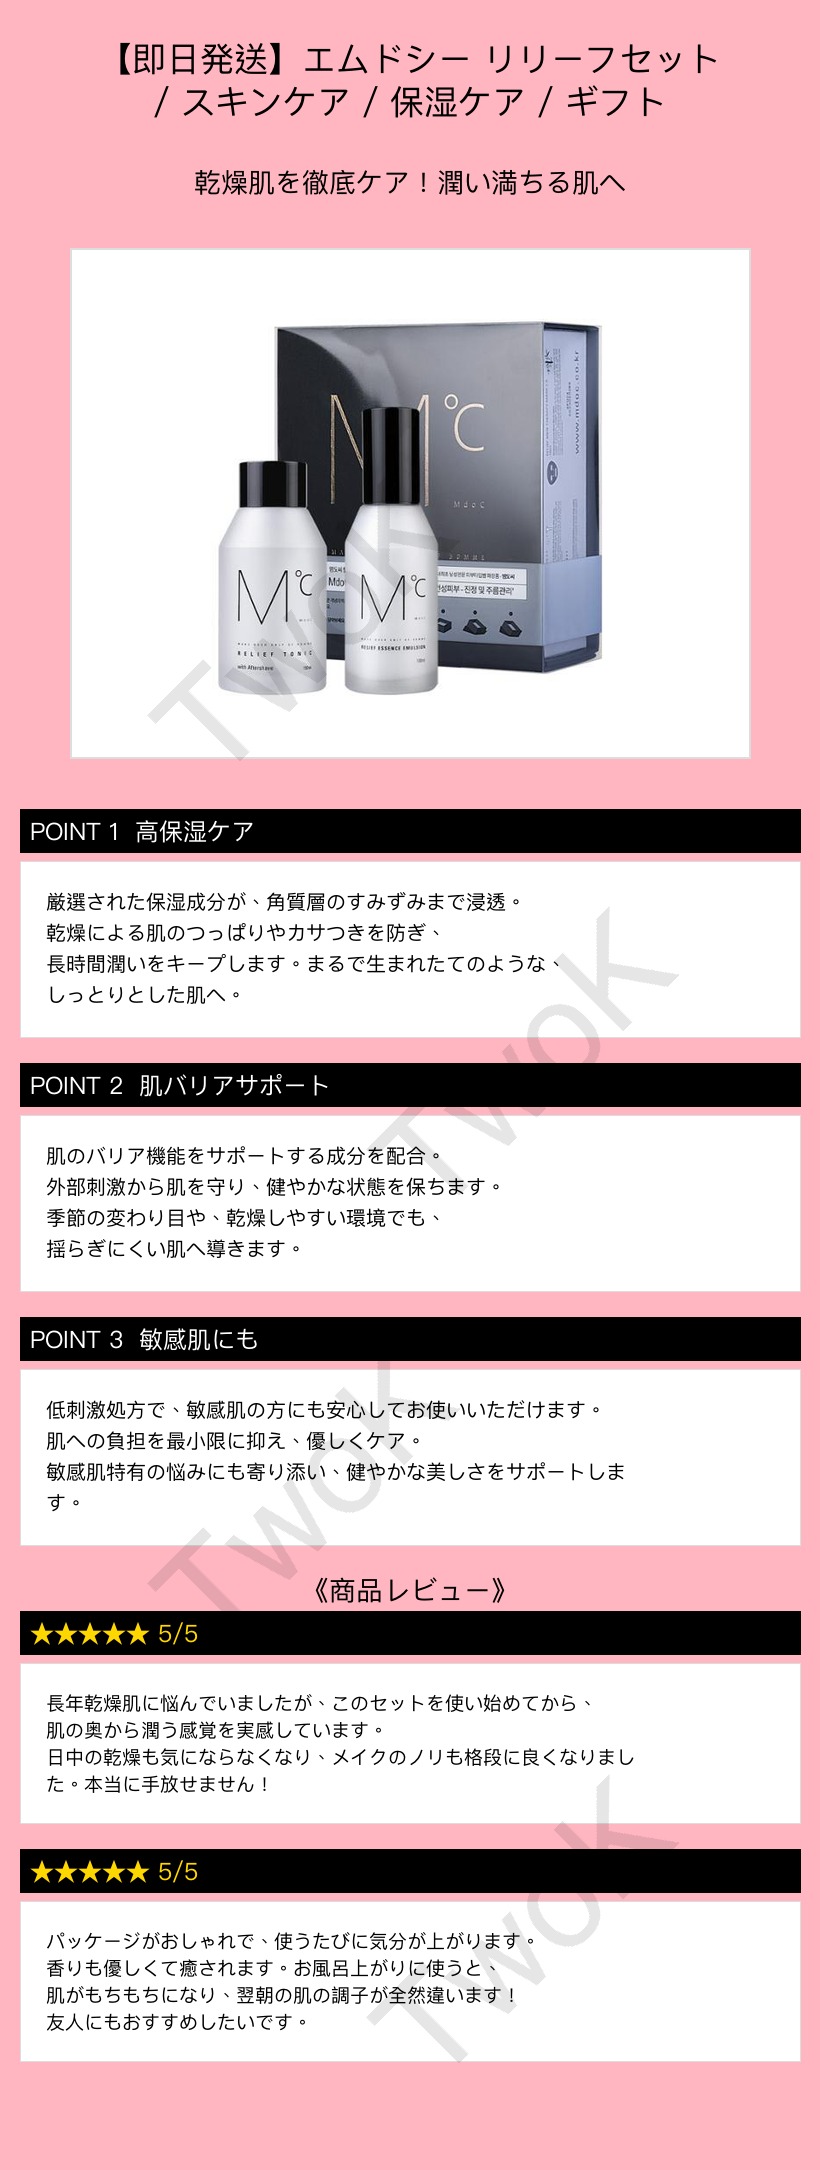 【即日発送】エムドシー リリーフセット
/ スキンケア / 保湿ケア / ギフト
乾燥肌を徹底ケア！潤い満ちる肌へ
M℃
MdoC
www.mdoc.co.kr
M℃
RELIEF TONIC
with Aftershave
M℃
RELIEF ESSENCE EMULSION
TwoK
POINT 1 高保湿ケア
厳選された保湿成分が、角質層のすみずみまで浸透。
乾燥による肌のつっぱりやカサつきを防ぎ、
長時間潤いをキープします。まるで生まれたてのような、
しっとりとした肌へ。
TwoK
POINT 2 肌バリアサポート
肌のバリア機能をサポートする成分を配合。
外部刺激から肌を守り、健やかな状態を保ちます。
季節の変わり目や、乾燥しやすい環境でも、
揺らぎにくい肌へ導きます。
POINT 3 敏感肌にも
低刺激処方で、敏感肌の方にも安心してお使いいただけます。
肌への負担を最小限に抑え、優しくケア。
敏感肌特有の悩みにも寄り添い、健やかな美しさをサポートしま
す。
TwoK
《商品レビュー》
★★★★★ 5/5
長年乾燥肌に悩んでいましたが、このセットを使い始めてから、
肌の奥から潤う感覚を実感しています。
日中の乾燥も気にならなくなり、メイクのノリも格段に良くなりまし
た。本当に手放せません！
★★★★★ 5/5
パッケージがおしゃれで、使うたびに気分が上がります。
香りも優しくて癒されます。お風呂上がりに使うと、
肌がもちもちになり、翌朝の肌の調子が全然違います！
友人にもおすすめしたいです。
TwoK